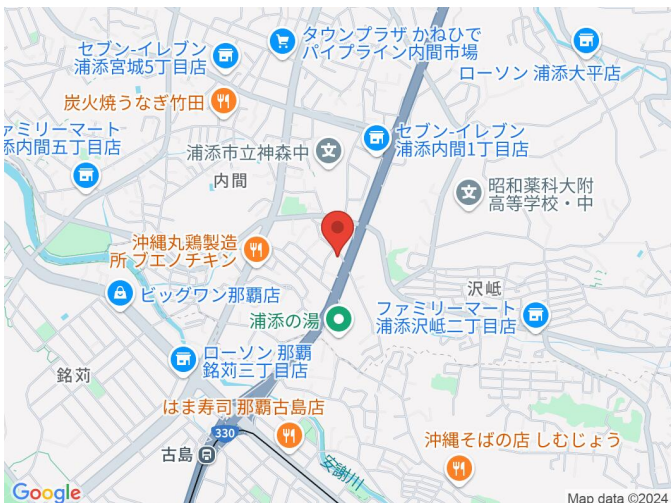 タウンプラザ かねひで
パイプライン内間市場
セブン-イレブン
浦添宮城5丁目店
ローソン 浦添大平店
炭火焼うなぎ竹田
ァミリーマート
添内間五丁目店
セブン-イレブン
浦添内間1丁目店
浦添市立神森中
内間
昭和薬科大附
高等学校・中
沖縄丸鶏製造
所 ブエノチキン
ビッグワン那覇店
沢岻
浦添の湯
ファミリーマート
浦添沢岻二丁目店
ローソン 那覇
銘苅三丁目店
銘苅
はま寿司 那覇古島店
330
古島
安謝川
沖縄そばの店 しむじょう
Google
Map data ©2024